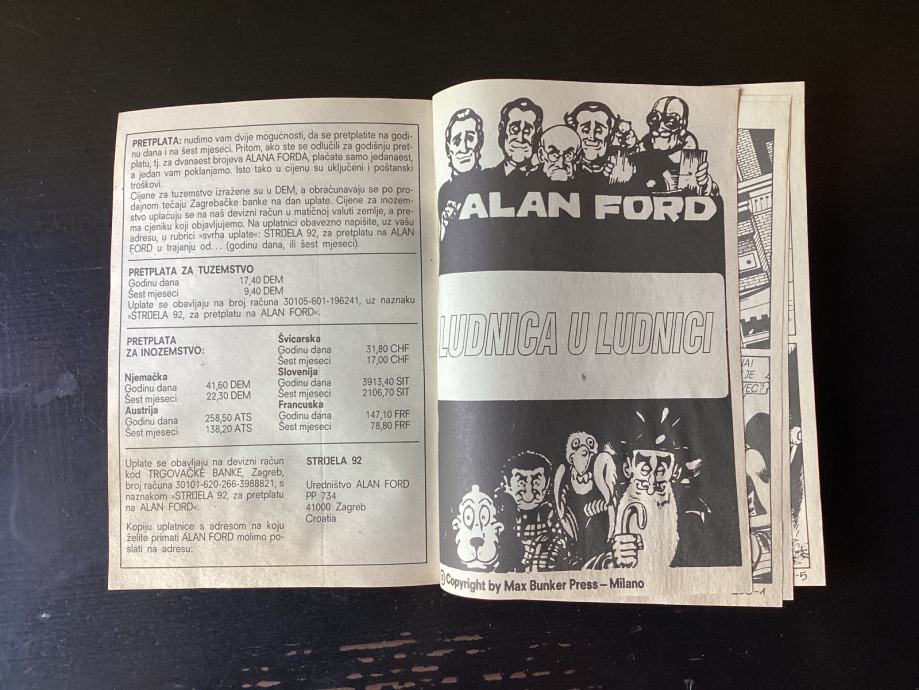 PRETPLATA: nudimo vam dvije mogućnosti, da se pretplatite na godi-
nu dana i na šest mjeseci. Pritom, ako ste se odlučili za godišnju pret-
platu, tj. za dvanaest brojeva ALANA FORDA, plaćate samo jedanaest,
a jedan vam poklanjamo. Isto tako u cijenu su uključeni i poštanski
troškovi.
Cijene za tuzemstvo izražene su u DEM, a obračunavaju se po pro-
dajnom tečaju Zagrebačke banke na dan uplate. Cijene za inozem-
stvo uplaćuju se na naš devizni račun u matičnoj valuti zemlje, a pre-
ma cjeniku koji objavljujemo. Na uplatnici obavezno napišite, uz vašu
adresu, u rubrici »svrha uplate«: STRIJELA 92, za pretplatu na ALAN
FORD u trajanju od... (godinu dana, ili šest mjeseci).
PRETPLATA ZA TUZEMSTVO
Godinu dana 17,40 DEM
Šest mjeseci 9,40 DEM
Uplate se obavljaju na broj računa 30105-601-196241, uz naznaku
»STRIJELA 92, za pretplatu na ALAN FORD«.
PRETPLATA
ZA INOZEMSTVO:
Njemačka
Godinu dana 41,60 DEM
Šest mjeseci 22,30 DEM
Austrija
Godinu dana 258,50 ATS
Šest mjeseci 138,20 ATS
Švicarska
Godinu dana 31,80 CHF
Šest mjeseci 17,00 CHF
Slovenija
Godinu dana 3913,40 SIT
Šest mjeseci 2106,70 SIT
Francuska
Godinu dana 147,10 FRF
Šest mjeseci 78,80 FRF
Uplate se obavljaju na devizni račun
kod TRGOVAČKE BANKE, Zagreb,
broj računa 30101-620-266-3988821, s
naznakom »STRIJELA 92, za pretplatu
na ALAN FORD«.
Kopiju uplatnice s adresom na koju
želite primati ALAN FORD molimo po-
slati na adresu:
STRIJELA 92
Uredništvo ALAN FORD
PP 734
41000 Zagreb
Croatia
ALAN FORD
LUDNICA U LUDNICI
Copyright by Max Bunker Press – Milano
JE
-5